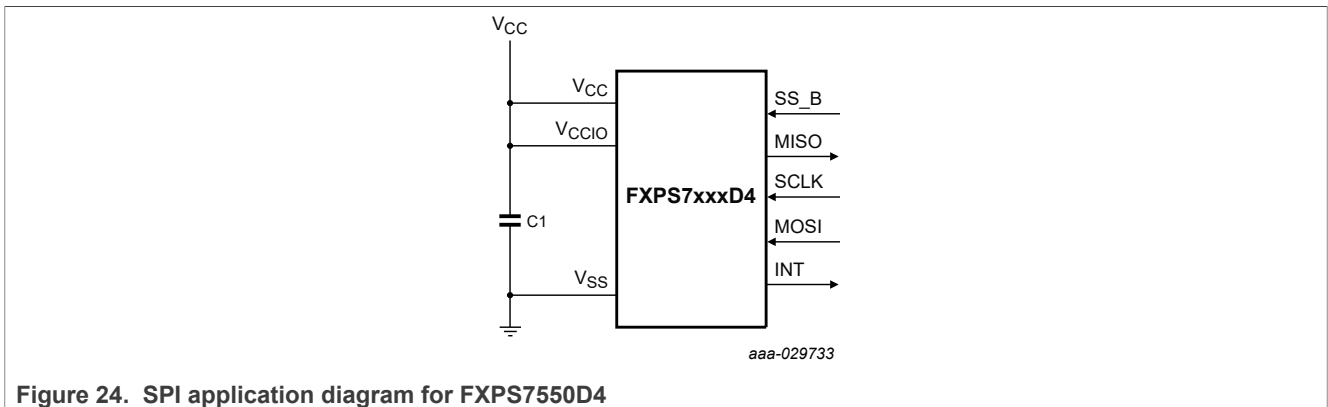 VCC
VCC
VCCIO
C1
VSS
FXPS7xxxD4
SS_B
MISO
SCLK
MOSI
INT
aaa-029733
Figure 24. SPI application diagram for FXPS7550D4